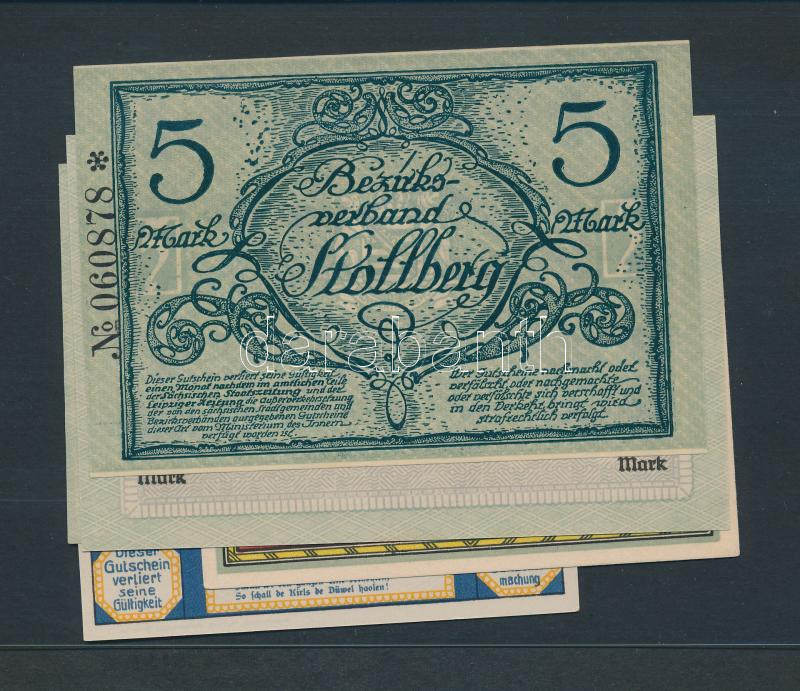 5
5
Mark
Mark
№ 060878 *
Bezirks-
verband
Stollberg
darabanth
Dieser Gutschein verliert seine Gültigkeit
einen Monat nachdem im amtlichen Teile
der Sächsischen Staatszeitung und der
Leipziger Zeitung die Außerverkehrsetzung
der von den sächsischen Stadtgemeinden und
Bezirksverbänden ausgegebenen Gutscheine
dieser Art vom Ministerium des Innern
verfügt worden ist
Wer Gutscheine nachmacht oder
verfälscht, oder nachgemachte
oder verfälschte sich verschafft und
in den Verkehr bringt, wird
strafrechtlich verfolgt.
Mark
Mark
Dieser
Gutschein
verliert
seine
Gültigkeit
So schall de Kirls de Düwel haolen!
machung